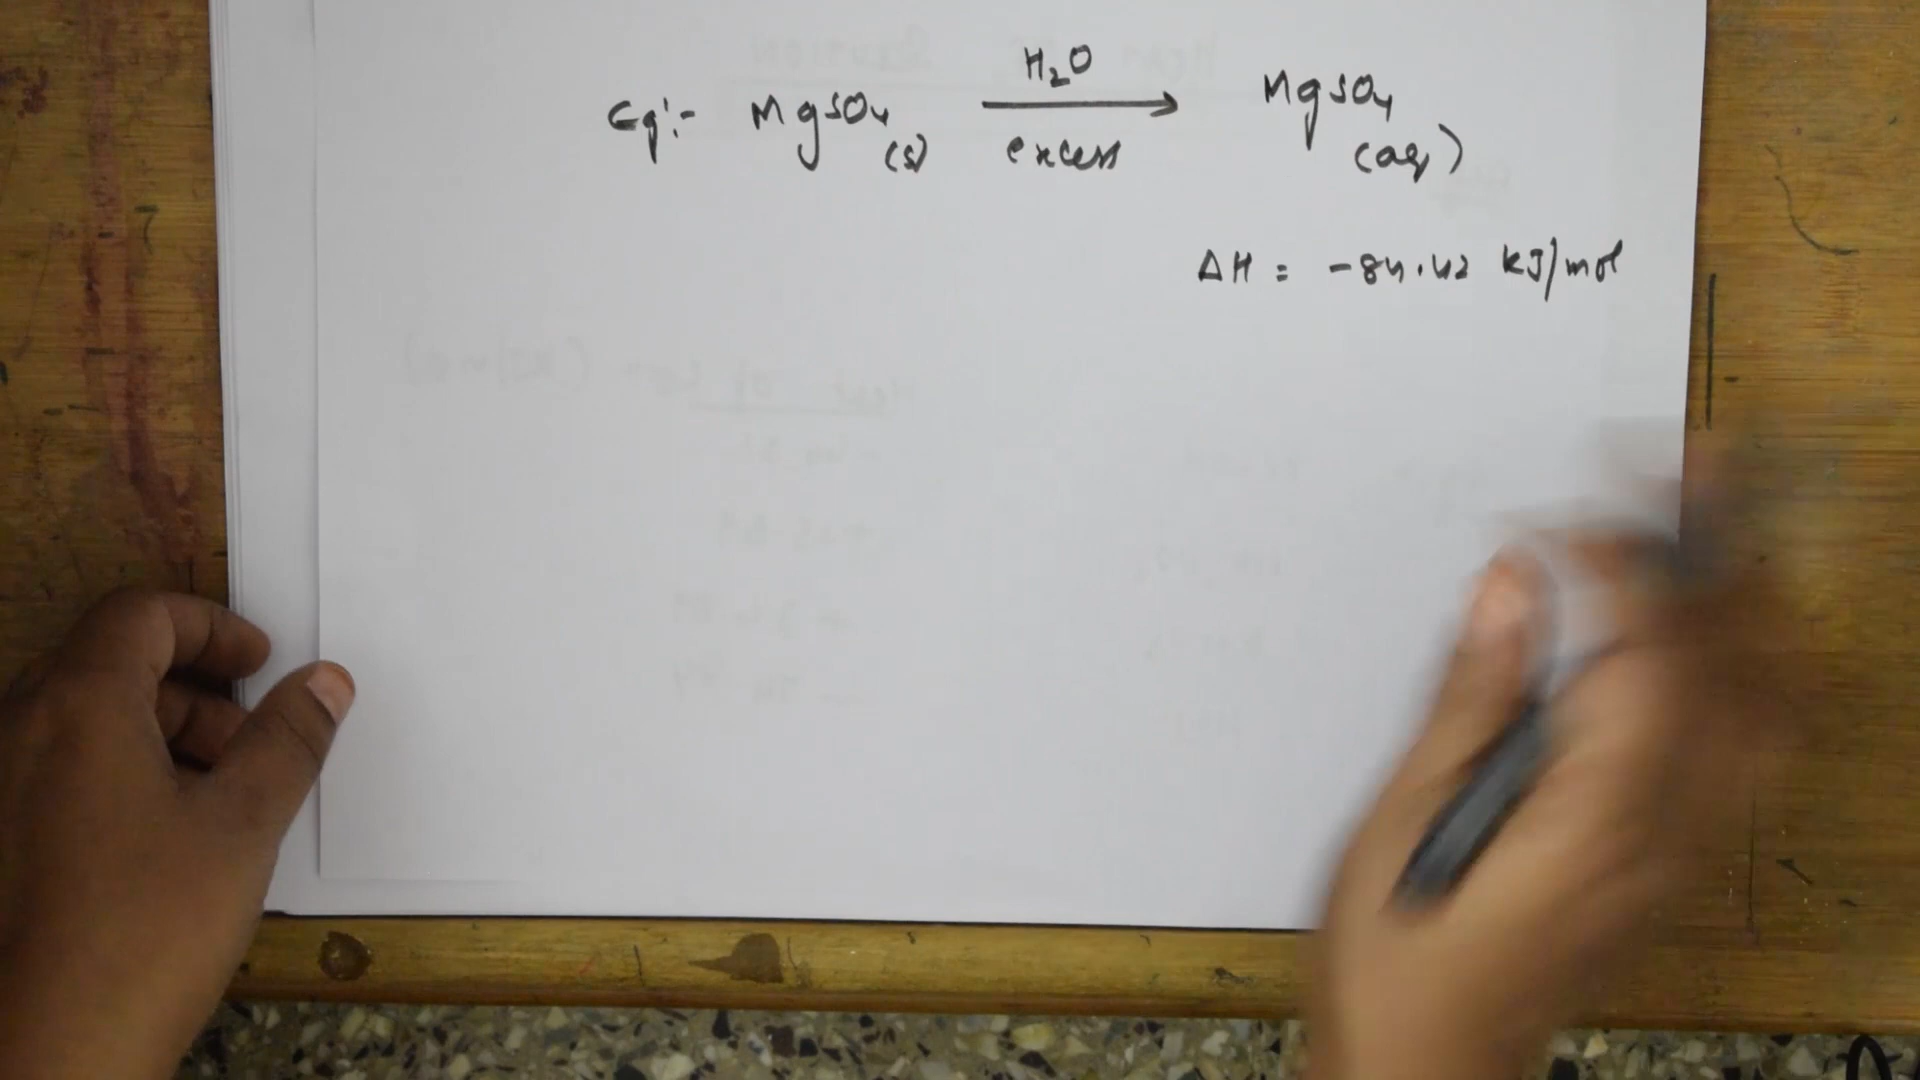 Eg:- MgSO4 (s) H2O excess → MgSO4 (aq)
ΔH = -84.42 kJ/mol